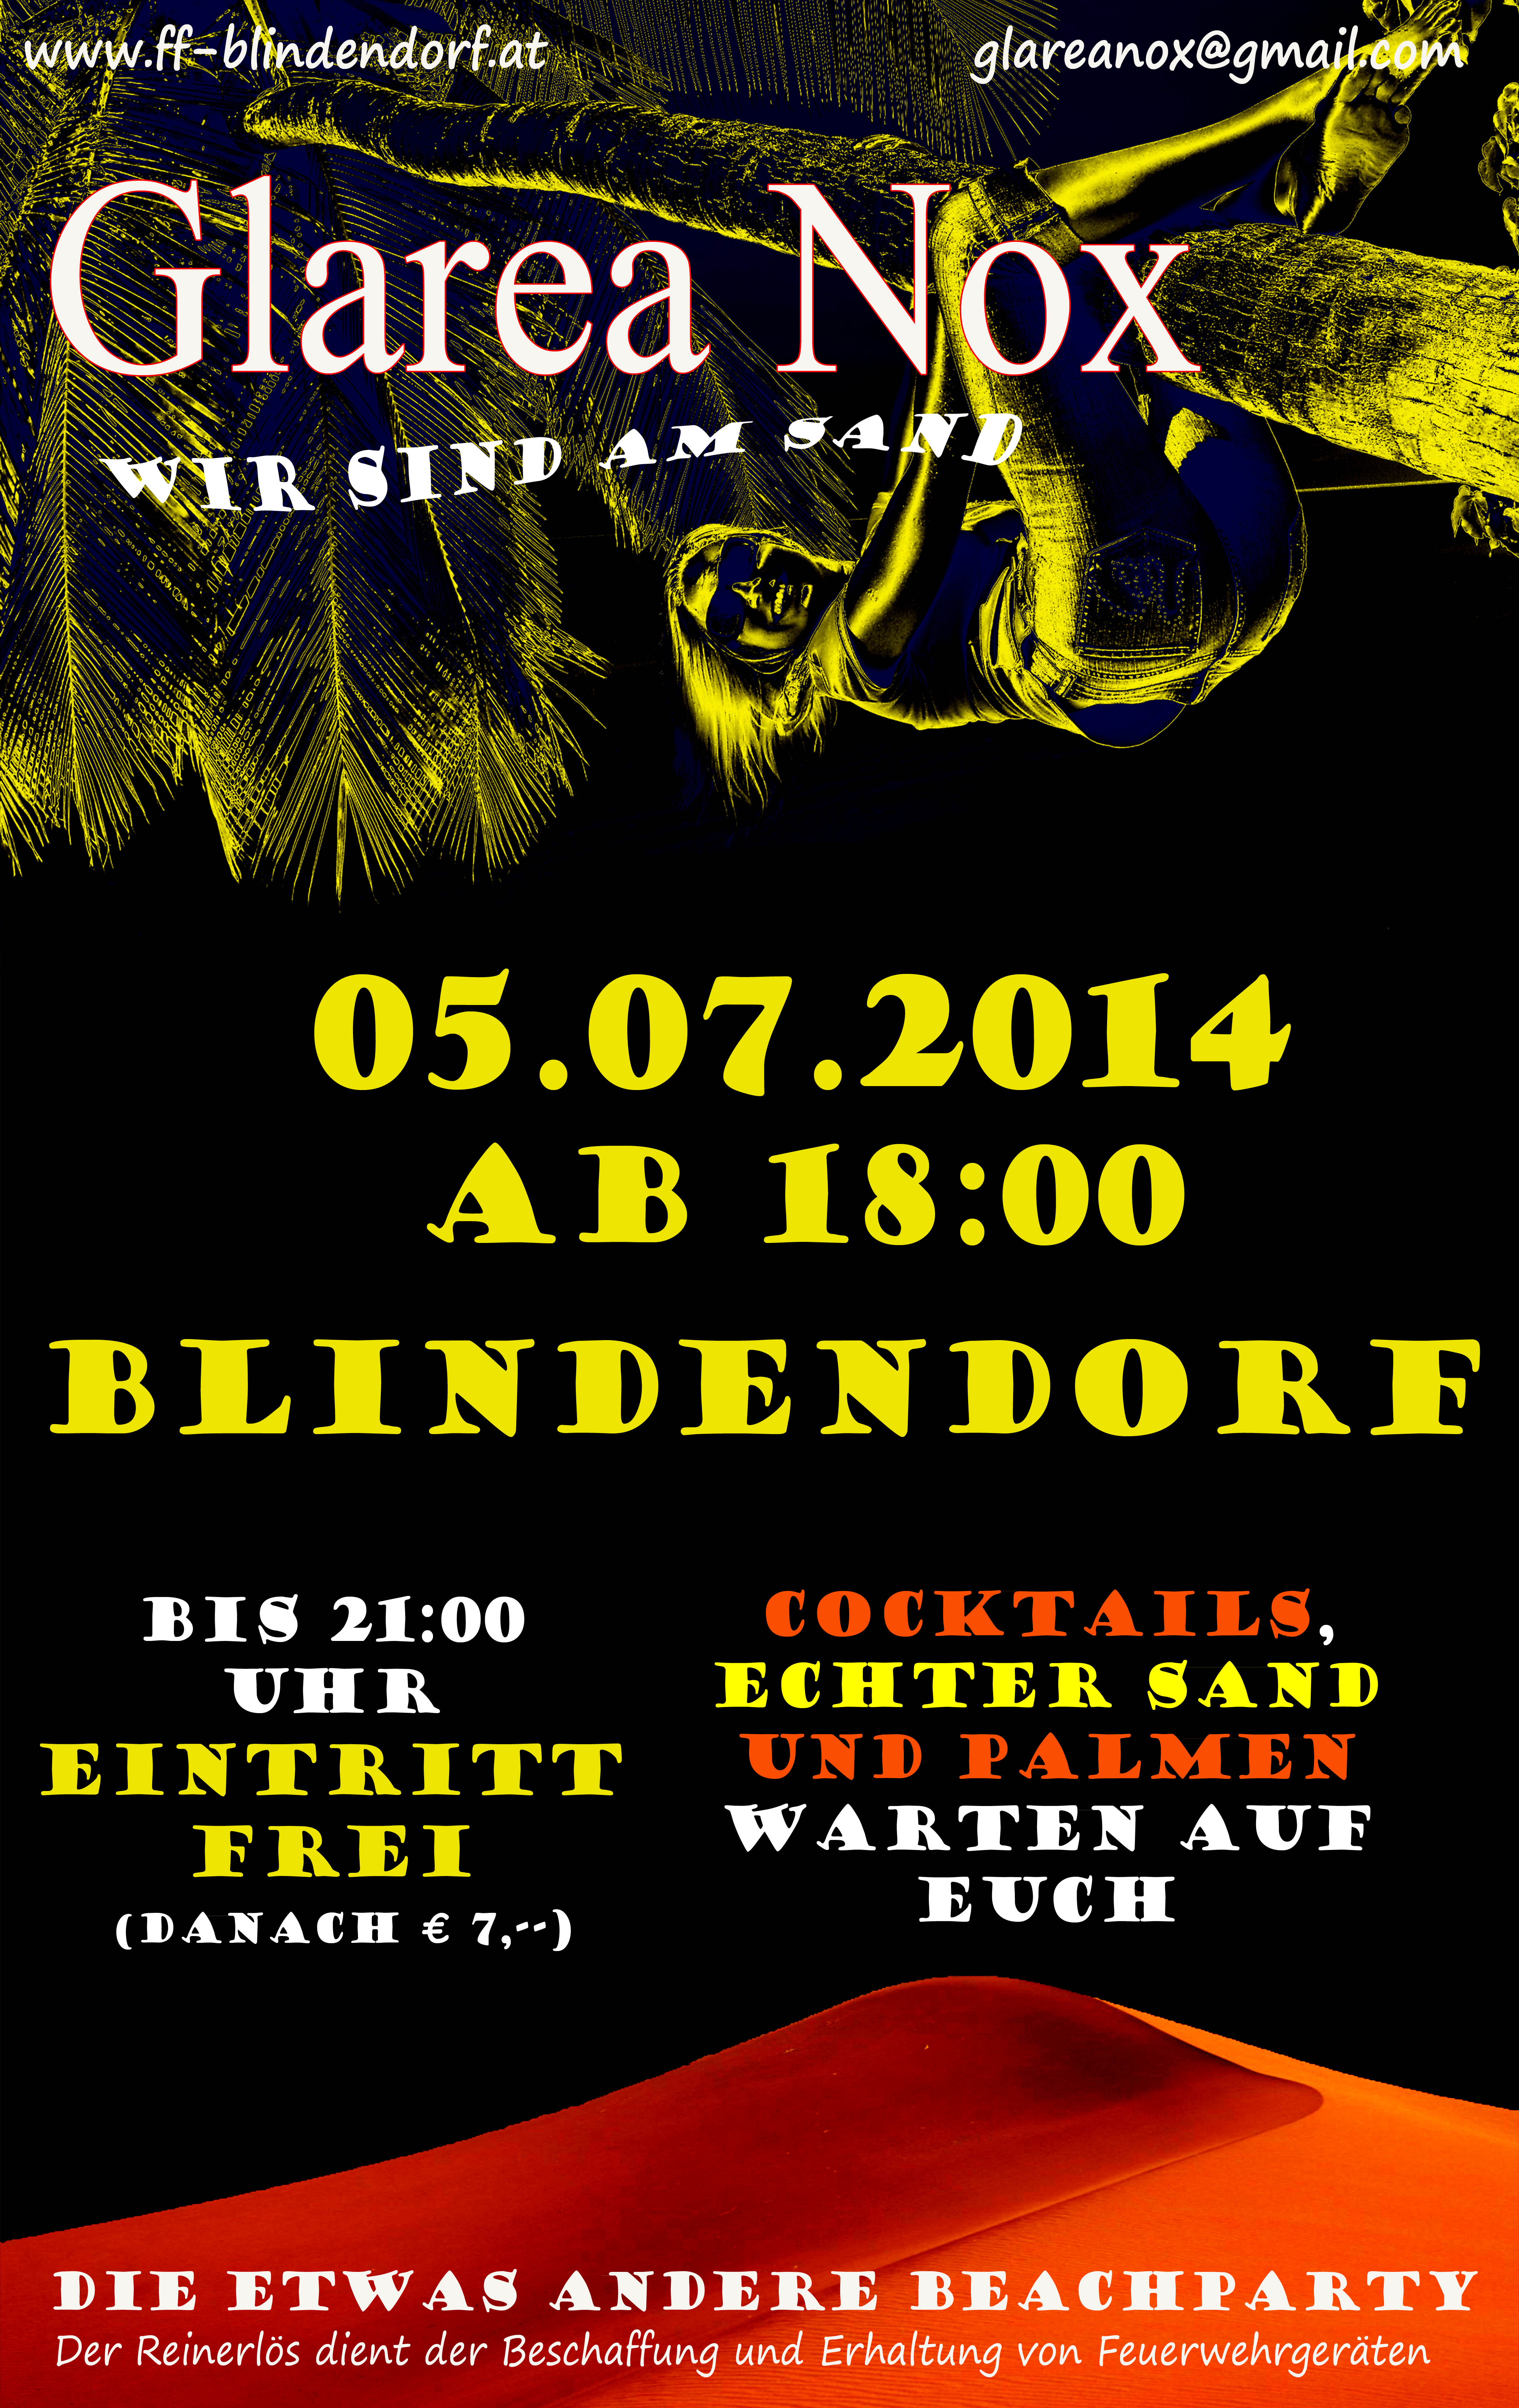 www.ff-blindendorf.at
glareanox@gmail.com
Glarea Nox
WIR SIND AM SAND
05.07.2014
AB 18:00
BLINDENDORF
BIS 21:00
UHR
EINTRITT
FREI
(DANACH € 7,--)
COCKTAILS,
ECHTER SAND
UND PALMEN
WARTEN AUF
EUCH
DIE ETWAS ANDERE BEACHPARTY
Der Reinerlös dient der Beschaffung und Erhaltung von Feuerwehrgeräten